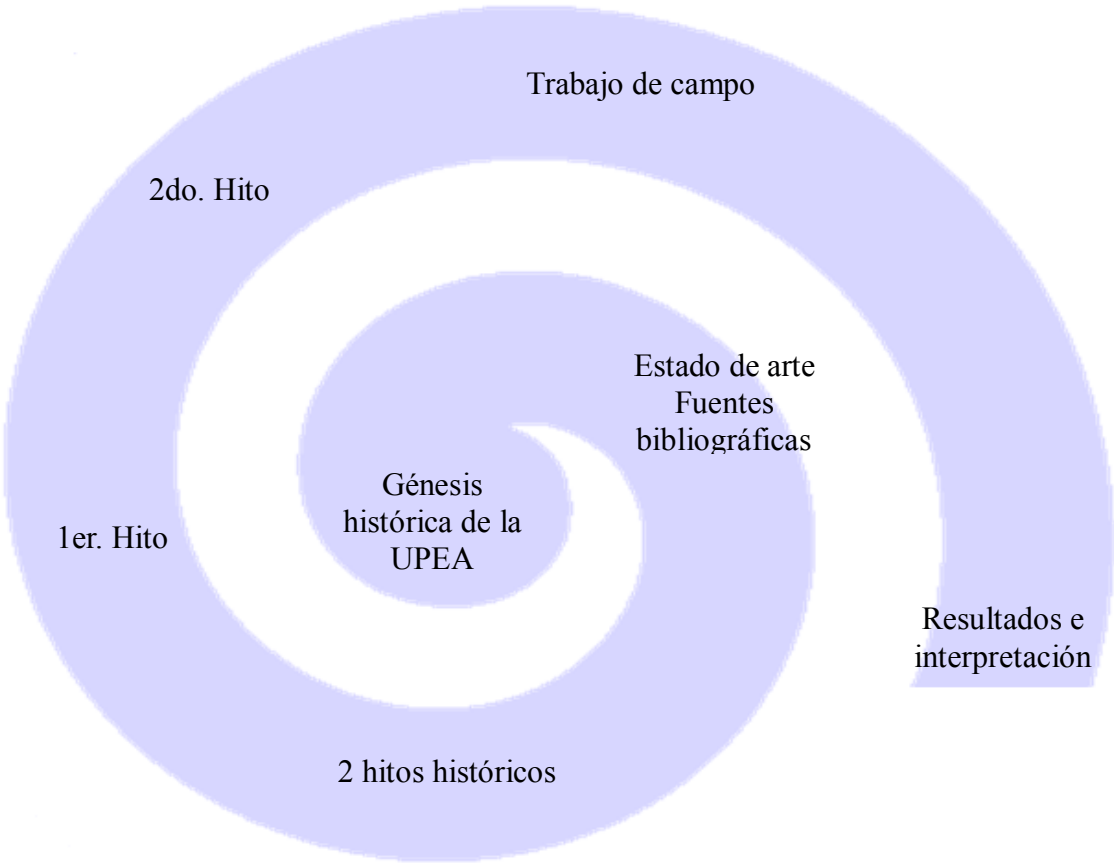 Trabajo de campo
2do. Hito
Estado de arte
Fuentes
bibliográficas
Génesis
histórica de la
UPEA
1er. Hito
Resultados e
interpretación
2 hitos históricos